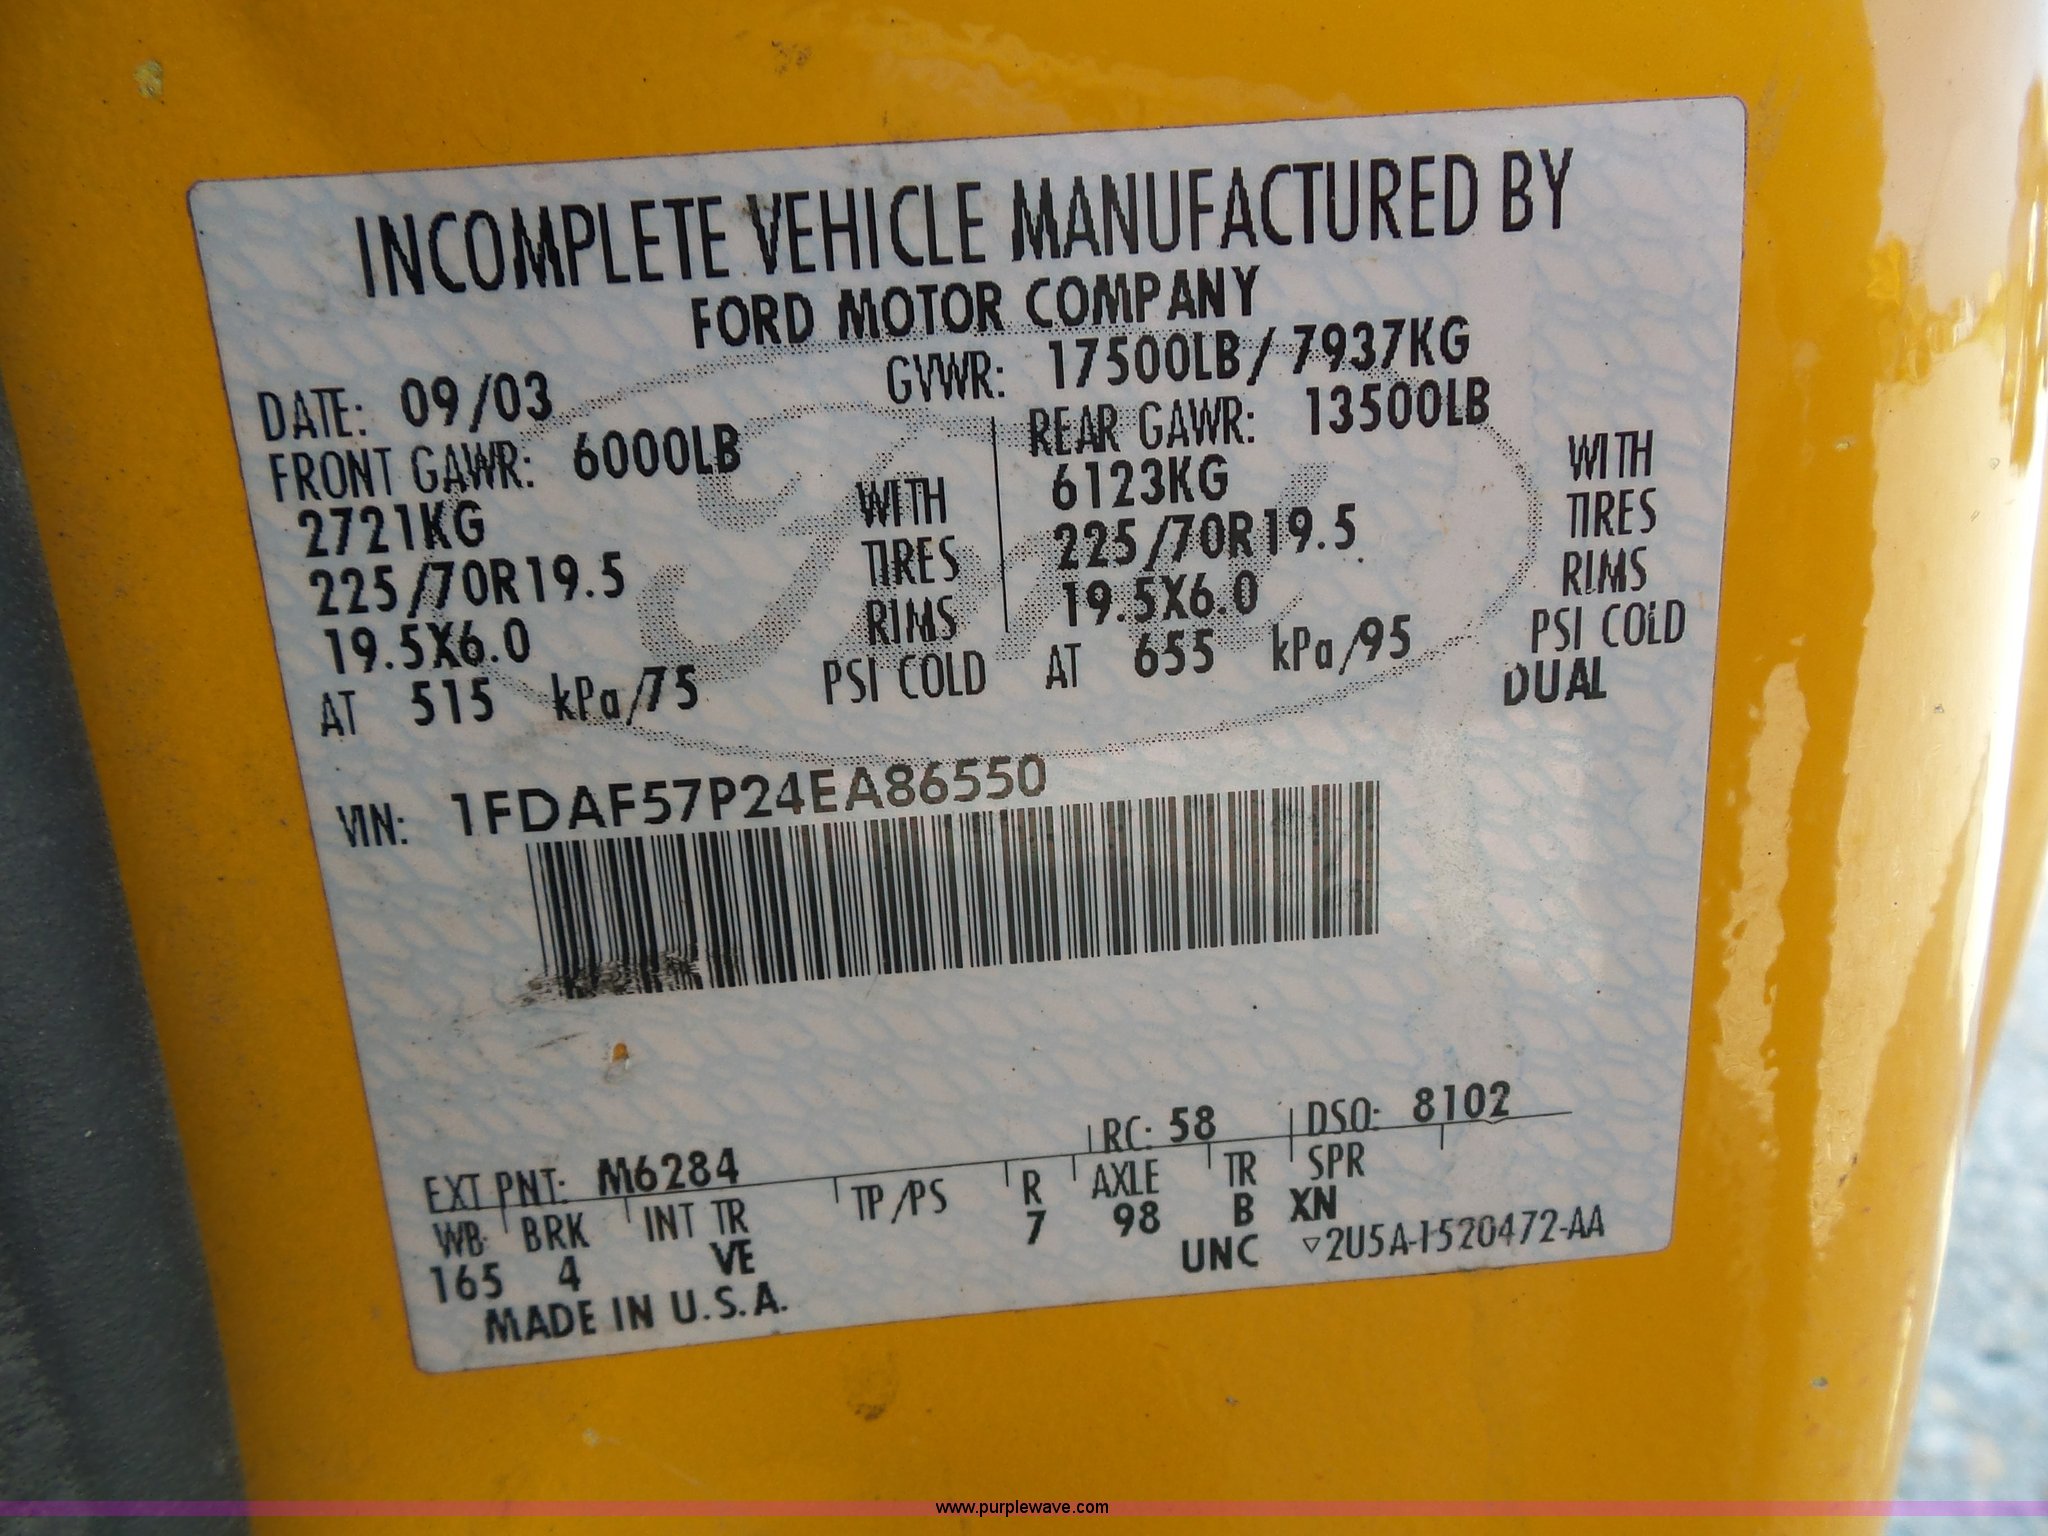 INCOMPLETE VEHICLE MANUFACTURED BY
FORD MOTOR COMPANY
DATE: 09/03 GVWR: 17500LB/7937KG
FRONT GAWR: 6000LB REAR GAWR: 13500LB
2721KG WITH 6123KG WITH
225/70R19.5 TIRES 225/70R19.5 TIRES
19.5X6.0 RIMS 19.5X6.0 RIMS
AT 515 kPa/75 PSI COLD AT 655 kPa/95 PSI COLD
DUAL
Ford
VIN: 1FDAF57P24EA86550
EXT PNT: M6284 RC: 58 DSO: 8102
WB BRK INT TR TP/PS R AXLE TR SPR
165 4 VE 7 98 B XN
MADE IN U.S.A. UNC ▽2U5A-1520472-AA
www.purplewave.com